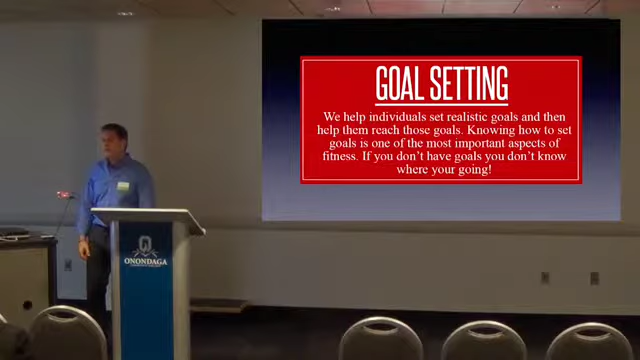 GOAL SETTING
We help individuals set realistic goals and then
help them reach those goals. Knowing how to set
goals is one of the most important aspects of
fitness. If you don't have goals you don't know
where your going!
ONONDAGA